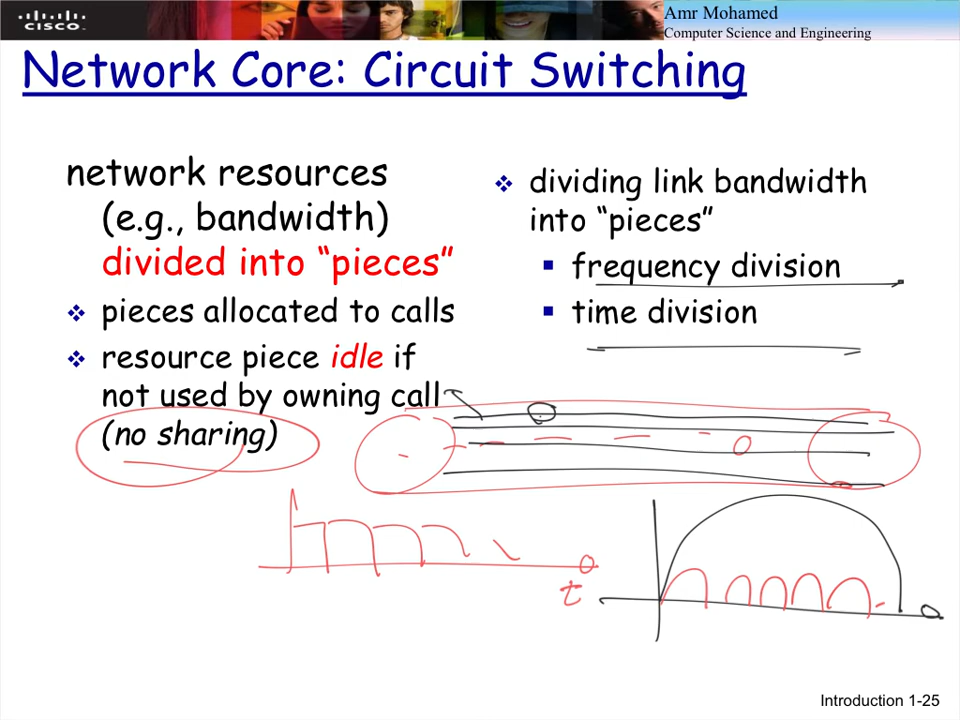 CISCO
Amr Mohamed
Computer Science and Engineering
Network Core: Circuit Switching
network resources
(e.g., bandwidth)
divided into “pieces”
❖ pieces allocated to calls
❖ resource piece idle if
not used by owning call
(no sharing)
❖ dividing link bandwidth
into “pieces”
▪ frequency division
▪ time division
t
Introduction 1-25